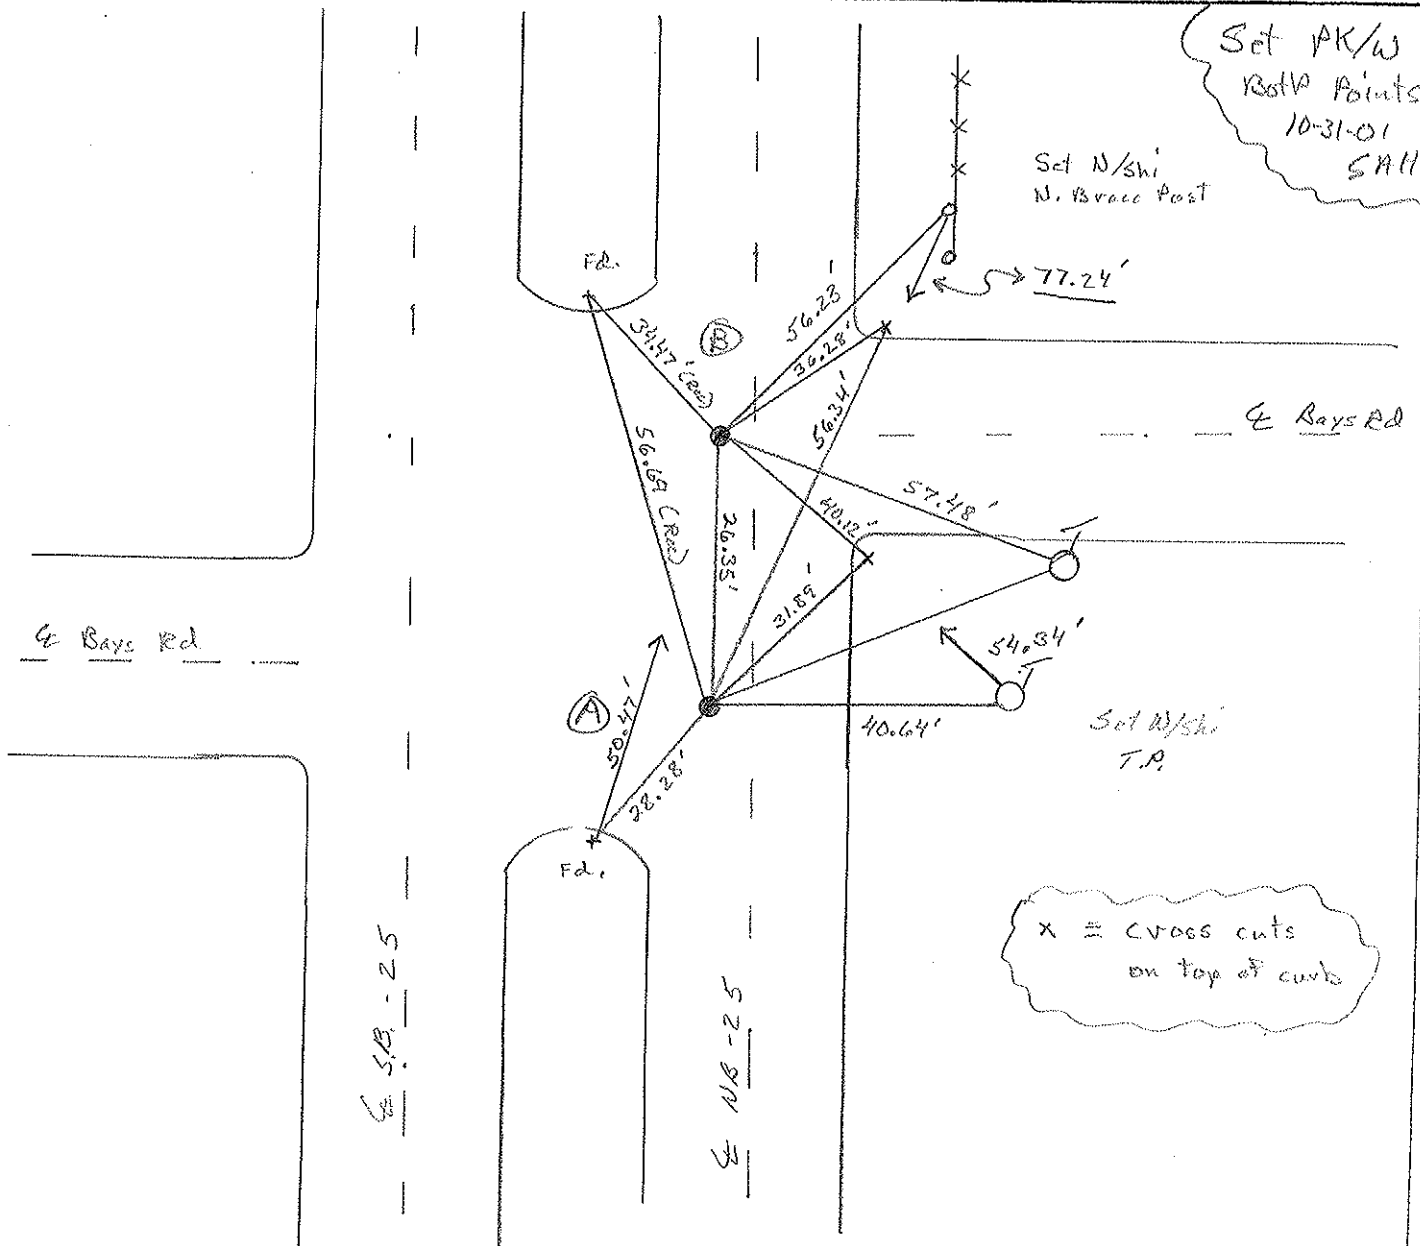 Set PK/W
Both Points
10-31-01
SAH
Set N/shi
N. Brace Post
77.24'
Fd.
34.47' (Rec)
B
56.23'
36.28'
56.34'
℄ Bays Rd
56.69 (Rec)
26.35'
40.12'
57.48'
31.89'
℄ Bays Rd
54.34'
A
50.47'
28.28'
40.64'
Set N/shi
T.P.
Fd.
x = cross cuts
on top of curb
℄ S.B. - 25
℄ NB - 25